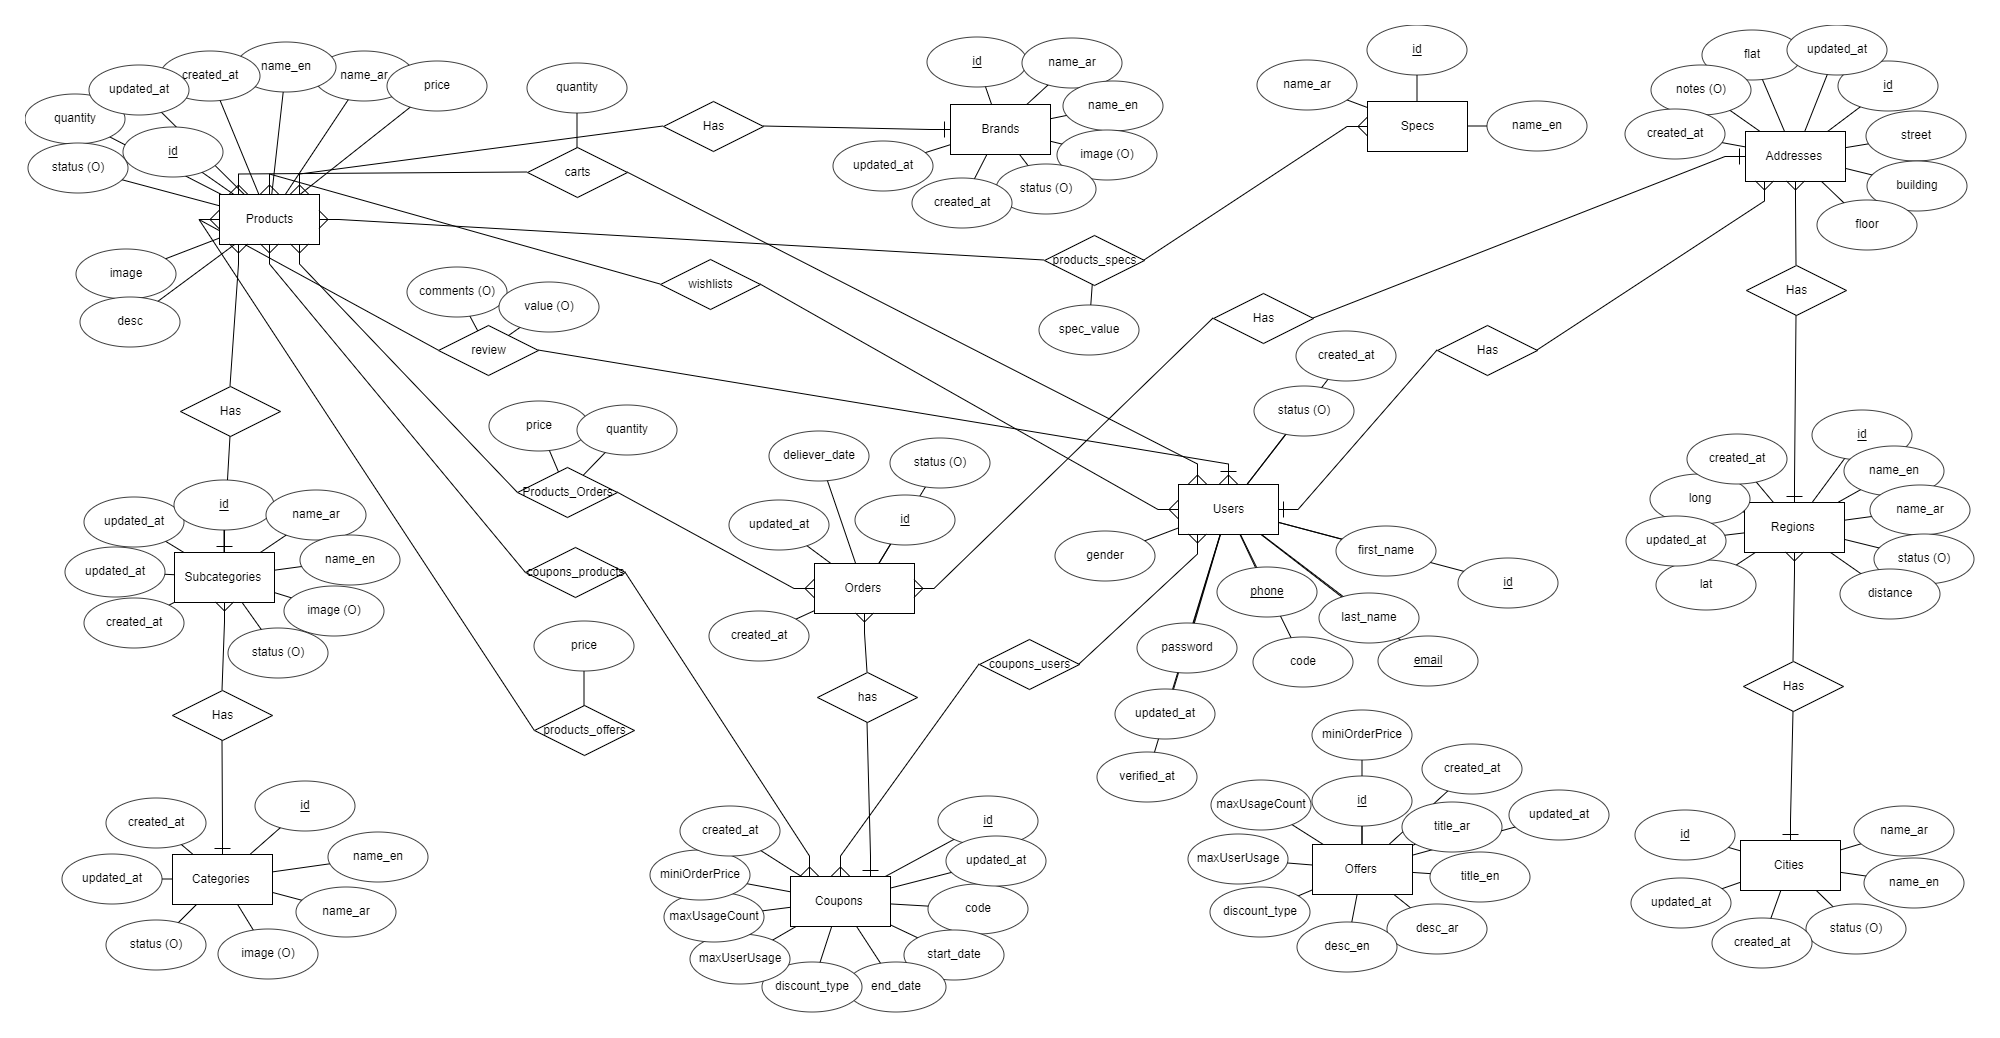 quantity
updated_at
created_at
name_en
name_ar
price
status (O)
id
Products
image
desc
quantity
carts
Has
id
name_ar
name_en
image (O)
status (O)
created_at
updated_at
Brands
id
name_ar
name_en
Specs
flat
updated_at
notes (O)
id
created_at
street
building
floor
Addresses
products_specs
spec_value
wishlists
comments (O)
value (O)
review
Has
Has
Has
Has
created_at
status (O)
price
quantity
Products_Orders
deliever_date
status (O)
updated_at
id
Orders
created_at
Users
gender
first_name
id
phone
last_name
password
code
email
updated_at
verified_at
created_at
id
name_en
long
name_ar
updated_at
Regions
status (O)
lat
distance
id
updated_at
name_ar
updated_at
name_en
Subcategories
created_at
image (O)
status (O)
coupons_products
price
products_offers
coupons_users
has
Has
Has
miniOrderPrice
created_at
maxUsageCount
id
title_ar
updated_at
maxUserUsage
Offers
title_en
discount_type
desc_en
desc_ar
created_at
id
updated_at
name_en
Categories
name_ar
status (O)
image (O)
created_at
id
miniOrderPrice
updated_at
maxUsageCount
Coupons
code
maxUserUsage
start_date
discount_type
end_date
id
name_ar
Cities
updated_at
name_en
created_at
status (O)